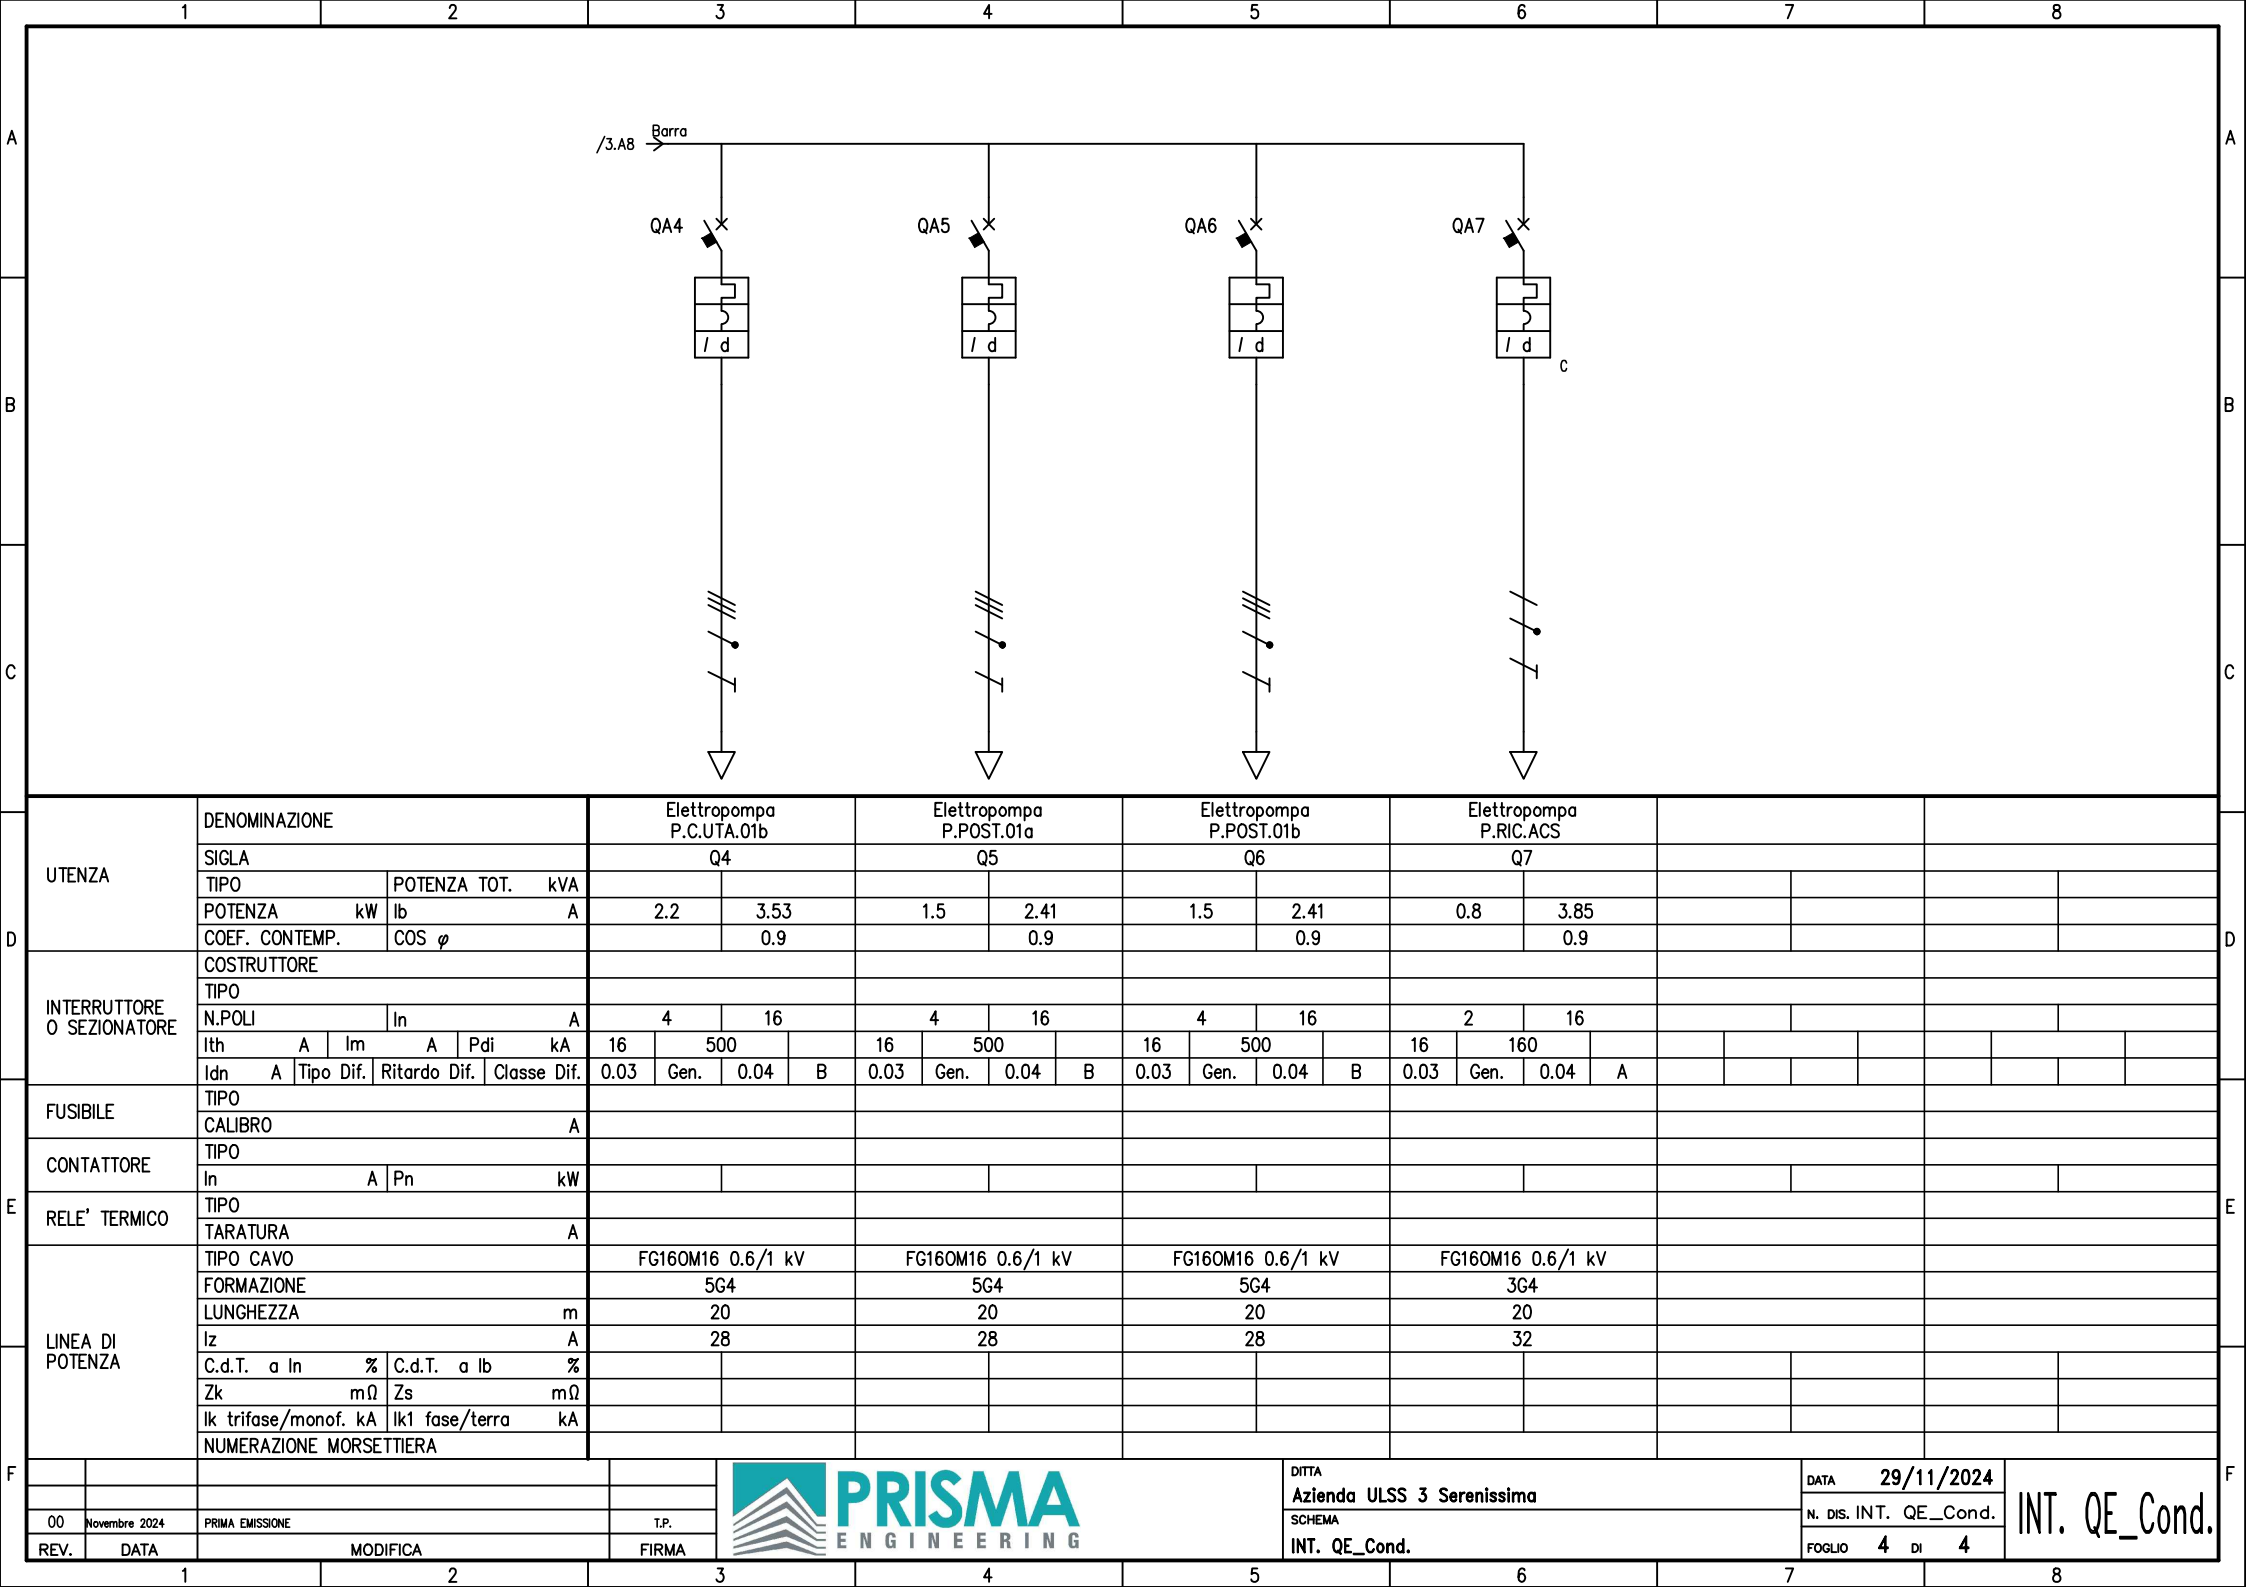 1 2 3 4 5 6 7 8
A A
/3.A8 Barra
QA4 QA5 QA6 QA7
I d I d I d I d
C
B B
C C
UTENZA
DENOMINAZIONE
Elettropompa P.C.UTA.01b
Elettropompa P.POST.01a
Elettropompa P.POST.01b
Elettropompa P.RIC.ACS
SIGLA Q4 Q5 Q6 Q7
TIPO POTENZA TOT. kVA
POTENZA kW Ib A 2.2 3.53 1.5 2.41 1.5 2.41 0.8 3.85
D D
COEF. CONTEMP. COS φ 0.9 0.9 0.9 0.9
INTERRUTTORE
O SEZIONATORE
COSTRUTTORE
TIPO
N.POLI In A 4 16 4 16 4 16 2 16
Ith A Im A Pdi kA 16 500 16 500 16 500 16 160
Idn A Tipo Dif. Ritardo Dif. Classe Dif. 0.03 Gen. 0.04 B 0.03 Gen. 0.04 B 0.03 Gen. 0.04 B 0.03 Gen. 0.04 A
FUSIBILE
TIPO
CALIBRO A
CONTATTORE
TIPO
In A Pn kW
E E
RELE' TERMICO
TIPO
TARATURA A
LINEA DI
POTENZA
TIPO CAVO FG16OM16 0.6/1 kV FG16OM16 0.6/1 kV FG16OM16 0.6/1 kV FG16OM16 0.6/1 kV
FORMAZIONE 5G4 5G4 5G4 3G4
LUNGHEZZA m 20 20 20 20
Iz A 28 28 28 32
C.d.T. a In % C.d.T. a Ib %
Zk mΩ Zs mΩ
Ik trifase/monof. kA Ik1 fase/terra kA
NUMERAZIONE MORSETTIERA
F F
00 Novembre 2024 PRIMA EMISSIONE T.P.
REV. DATA MODIFICA FIRMA
PRISMA
ENGINEERING
DITTA
Azienda ULSS 3 Serenissima
SCHEMA
INT. QE_Cond.
DATA 29/11/2024
N. DIS. INT. QE_Cond.
FOGLIO 4 DI 4
INT. QE_Cond.
1 2 3 4 5 6 7 8